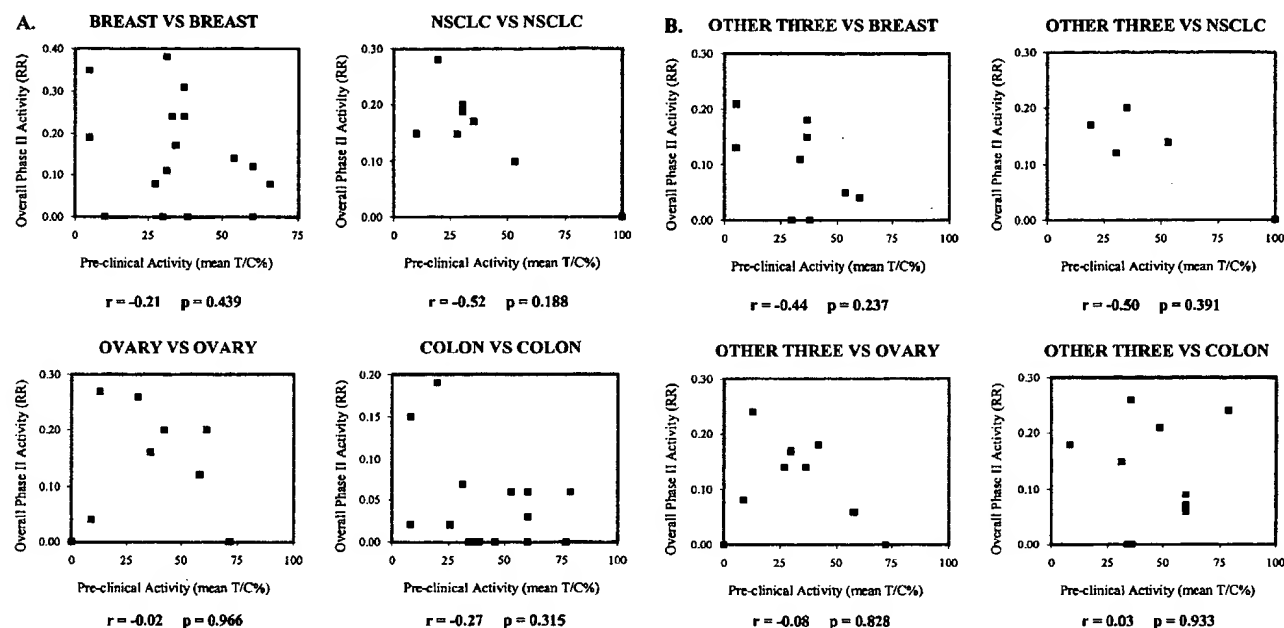 A.
BREAST VS BREAST
Overall Phase II Activity (RR)
0.40
0.30
0.20
0.10
0.00
0 25 50 75
Pre-clinical Activity (mean T/C%)
r = -0.21 p = 0.439
NSCLC VS NSCLC
Overall Phase II Activity (RR)
0.30
0.20
0.10
0.00
0 25 50 75 100
Pre-clinical Activity (mean T/C%)
r = -0.52 p = 0.188
OVARY VS OVARY
Overall Phase II Activity (RR)
0.30
0.20
0.10
0.00
0 25 50 75 100
Pre-clinical Activity (mean T/C%)
r = -0.02 p = 0.966
COLON VS COLON
Overall Phase II Activity (RR)
0.20
0.15
0.10
0.05
0.00
0 25 50 75 100
Pre-clinical Activity (mean T/C%)
r = -0.27 p = 0.315
B.
OTHER THREE VS BREAST
Overall Phase II Activity (RR)
0.30
0.20
0.10
0.00
0 25 50 75 100
Pre-clinical Activity (mean T/C%)
r = -0.44 p = 0.237
OTHER THREE VS NSCLC
Overall Phase II Activity (RR)
0.30
0.20
0.10
0.00
0 25 50 75 100
Pre-clinical Activity (mean T/C%)
r = -0.50 p = 0.391
OTHER THREE VS OVARY
Overall Phase II Activity (RR)
0.30
0.20
0.10
0.00
0 25 50 75 100
Pre-clinical Activity (mean T/C%)
r = -0.08 p = 0.828
OTHER THREE VS COLON
Overall Phase II Activity (RR)
0.30
0.20
0.10
0.00
0 25 50 75 100
Pre-clinical Activity (mean T/C%)
r = 0.03 p = 0.933